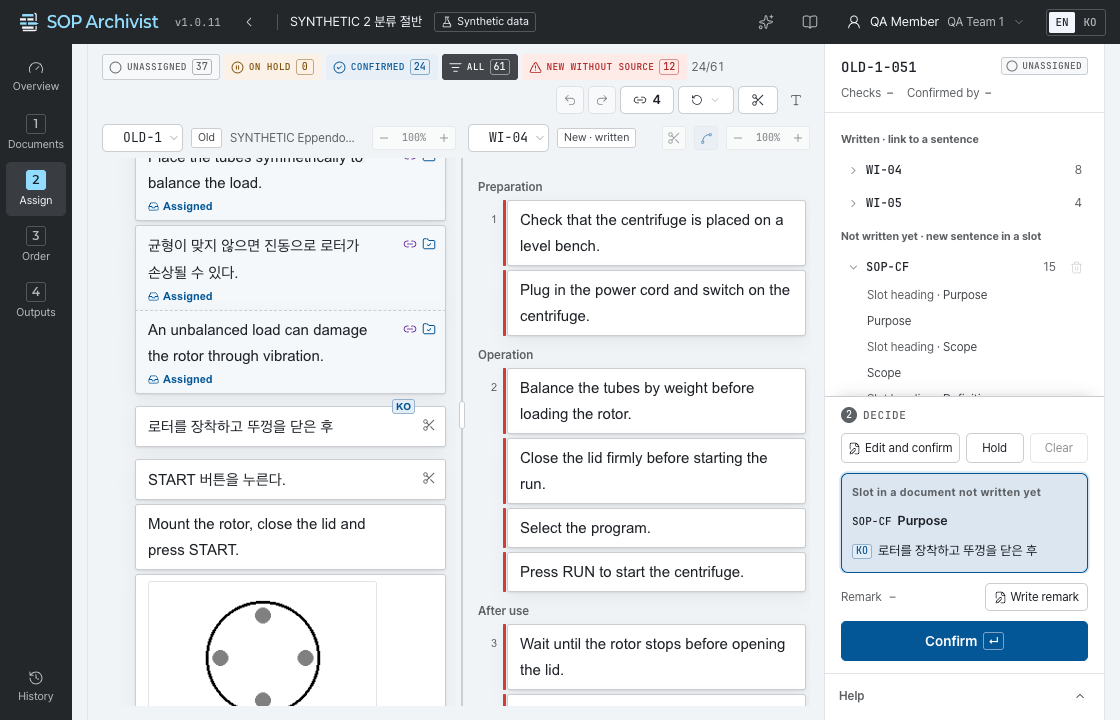 SOP Archivist v1.0.11
SYNTHETIC 2 분류 절반
Synthetic data
QA Member QA Team 1
EN KO
Overview
1
Documents
2
Assign
3
Order
4
Outputs
History
UNASSIGNED 37
ON HOLD 0
CONFIRMED 24
ALL 61
NEW WITHOUT SOURCE 12
24/61
4
T
OLD-1
Old
SYNTHETIC Eppendo...
100%
Place the tubes symmetrically to
balance the load.
Assigned
균형이 맞지 않으면 진동으로 로터가
손상될 수 있다.
Assigned
An unbalanced load can damage
the rotor through vibration.
Assigned
KO
로터를 장착하고 뚜껑을 닫은 후
START 버튼을 누른다.
Mount the rotor, close the lid and
press START.
WI-04
New · written
100%
Preparation
1
Check that the centrifuge is placed on a
level bench.
Plug in the power cord and switch on the
centrifuge.
Operation
2
Balance the tubes by weight before
loading the rotor.
Close the lid firmly before starting the
run.
Select the program.
Press RUN to start the centrifuge.
After use
3
Wait until the rotor stops before opening
the lid.
OLD-1-051
UNASSIGNED
Checks – Confirmed by –
Written · link to a sentence
WI-04 8
WI-05 4
Not written yet · new sentence in a slot
SOP-CF 15
Slot heading · Purpose
Purpose
Slot heading · Scope
Scope
2 DECIDE
Edit and confirm
Hold
Clear
Slot in a document not written yet
SOP-CF Purpose
KO 로터를 장착하고 뚜껑을 닫은 후
Remark –
Write remark
Confirm
Help